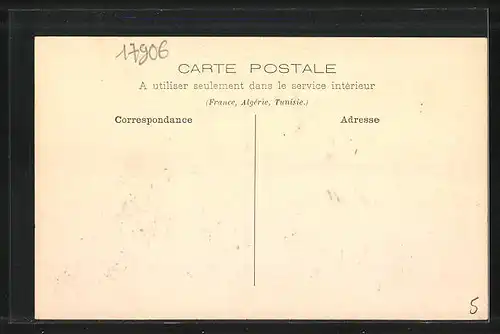 17906
CARTE POSTALE
A utiliser seulement dans le service intérieur
(France, Algérie, Tunisie.)
Correspondance
Adresse
5